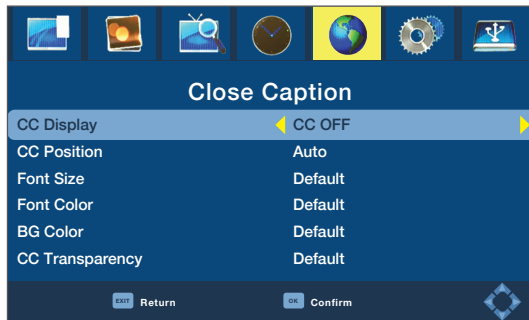 Close Caption
CC Display CC OFF
CC Position Auto
Font Size Default
Font Color Default
BG Color Default
CC Transparency Default
EXIT Return OK Confirm